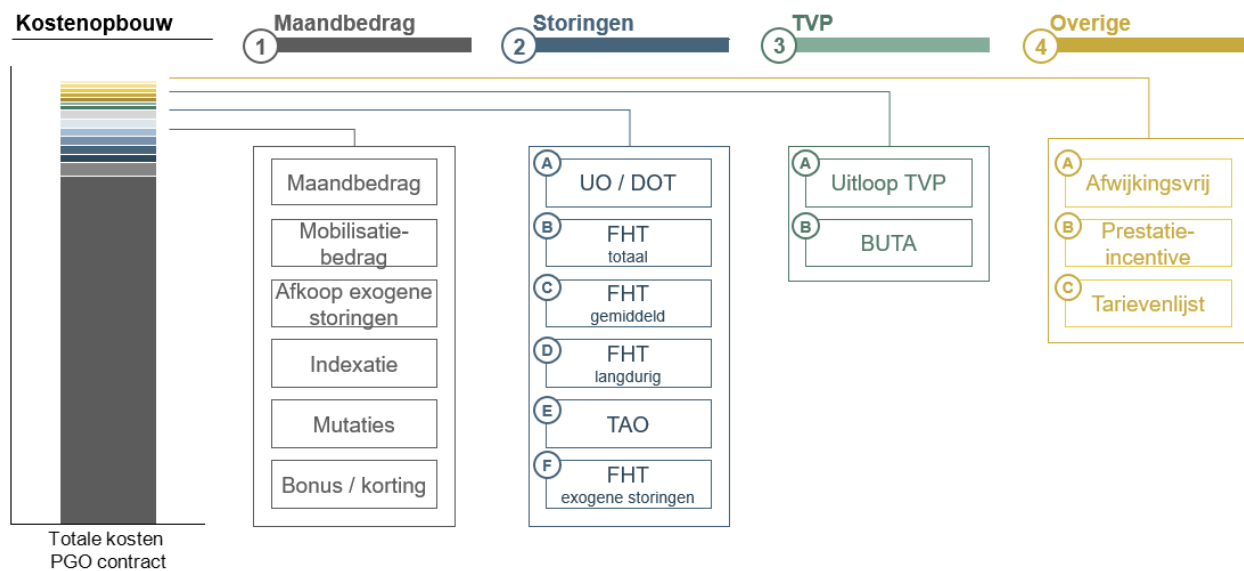 Kostenopbouw
1 Maandbedrag
2 Storingen
3 TVP
4 Overige
Maandbedrag
Mobilisatie-
bedrag
Afkoop exogene
storingen
Indexatie
Mutaties
Bonus / korting
A UO / DOT
B FHT
totaal
C FHT
gemiddeld
D FHT
langdurig
E TAO
F FHT
exogene storingen
A Uitloop TVP
B BUTA
A Afwijkingsvrij
B Prestatie-
incentive
C Tarievenlijst
Totale kosten
PGO contract